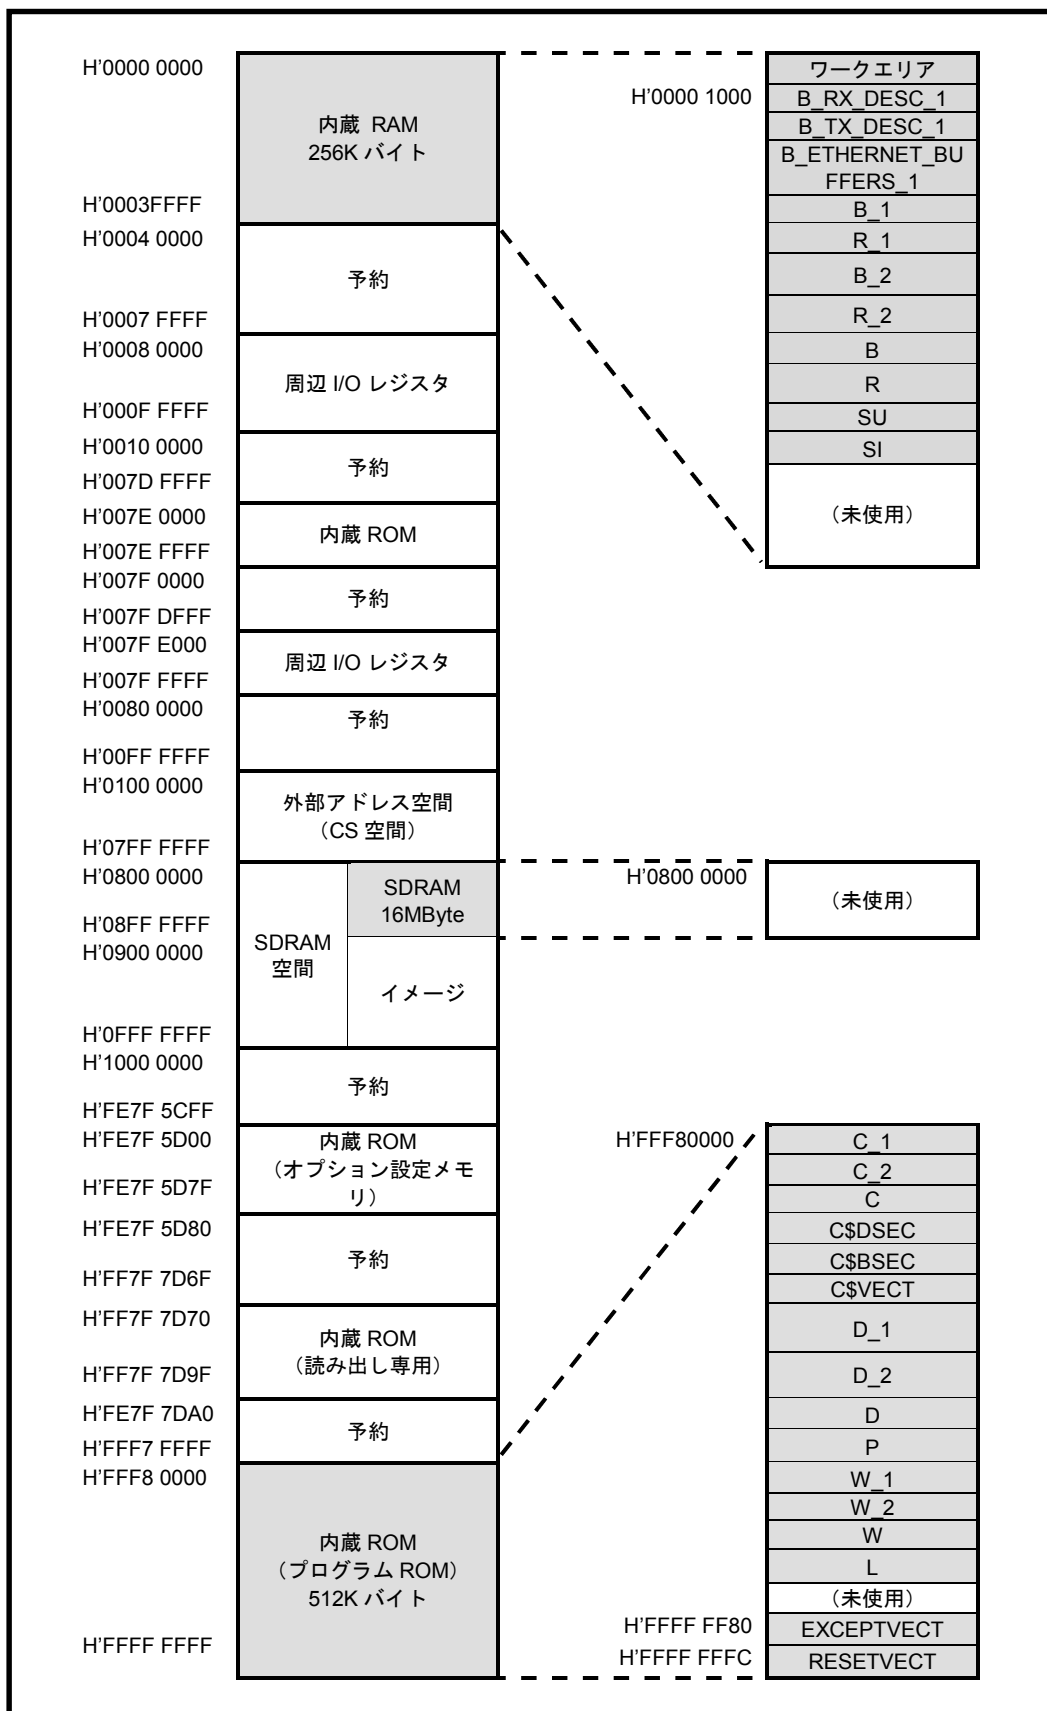 H'0000 0000
内蔵 RAM
256K バイト
H'0003FFFF
H'0004 0000
予約
H'0007 FFFF
H'0008 0000
周辺 I/O レジスタ
H'000F FFFF
H'0010 0000
予約
H'007D FFFF
H'007E 0000
内蔵 ROM
H'007E FFFF
H'007F 0000
予約
H'007F DFFF
H'007F E000
周辺 I/O レジスタ
H'007F FFFF
H'0080 0000
予約
H'00FF FFFF
H'0100 0000
外部アドレス空間
（CS 空間）
H'07FF FFFF
H'0800 0000
SDRAM
16MByte
H'08FF FFFF
H'0900 0000
SDRAM
空間
イメージ
H'0FFF FFFF
H'1000 0000
予約
H'FE7F 5CFF
H'FE7F 5D00
内蔵 ROM
（オプション設定メモ
リ）
H'FE7F 5D7F
H'FE7F 5D80
予約
H'FF7F 7D6F
H'FF7F 7D70
内蔵 ROM
（読み出し専用）
H'FF7F 7D9F
H'FE7F 7DA0
予約
H'FFF7 FFFF
H'FFF8 0000
内蔵 ROM
（プログラム ROM）
512K バイト
H'FFFF FFFF
ワークエリア
H'0000 1000
B_RX_DESC_1
B_TX_DESC_1
B_ETHERNET_BU
FFERS_1
B_1
R_1
B_2
R_2
B
R
SU
SI
（未使用）
H'0800 0000
（未使用）
H'FFF80000
C_1
C_2
C
C$DSEC
C$BSEC
C$VECT
D_1
D_2
D
P
W_1
W_2
W
L
（未使用）
H'FFFF FF80
EXCEPTVECT
H'FFFF FFFC
RESETVECT